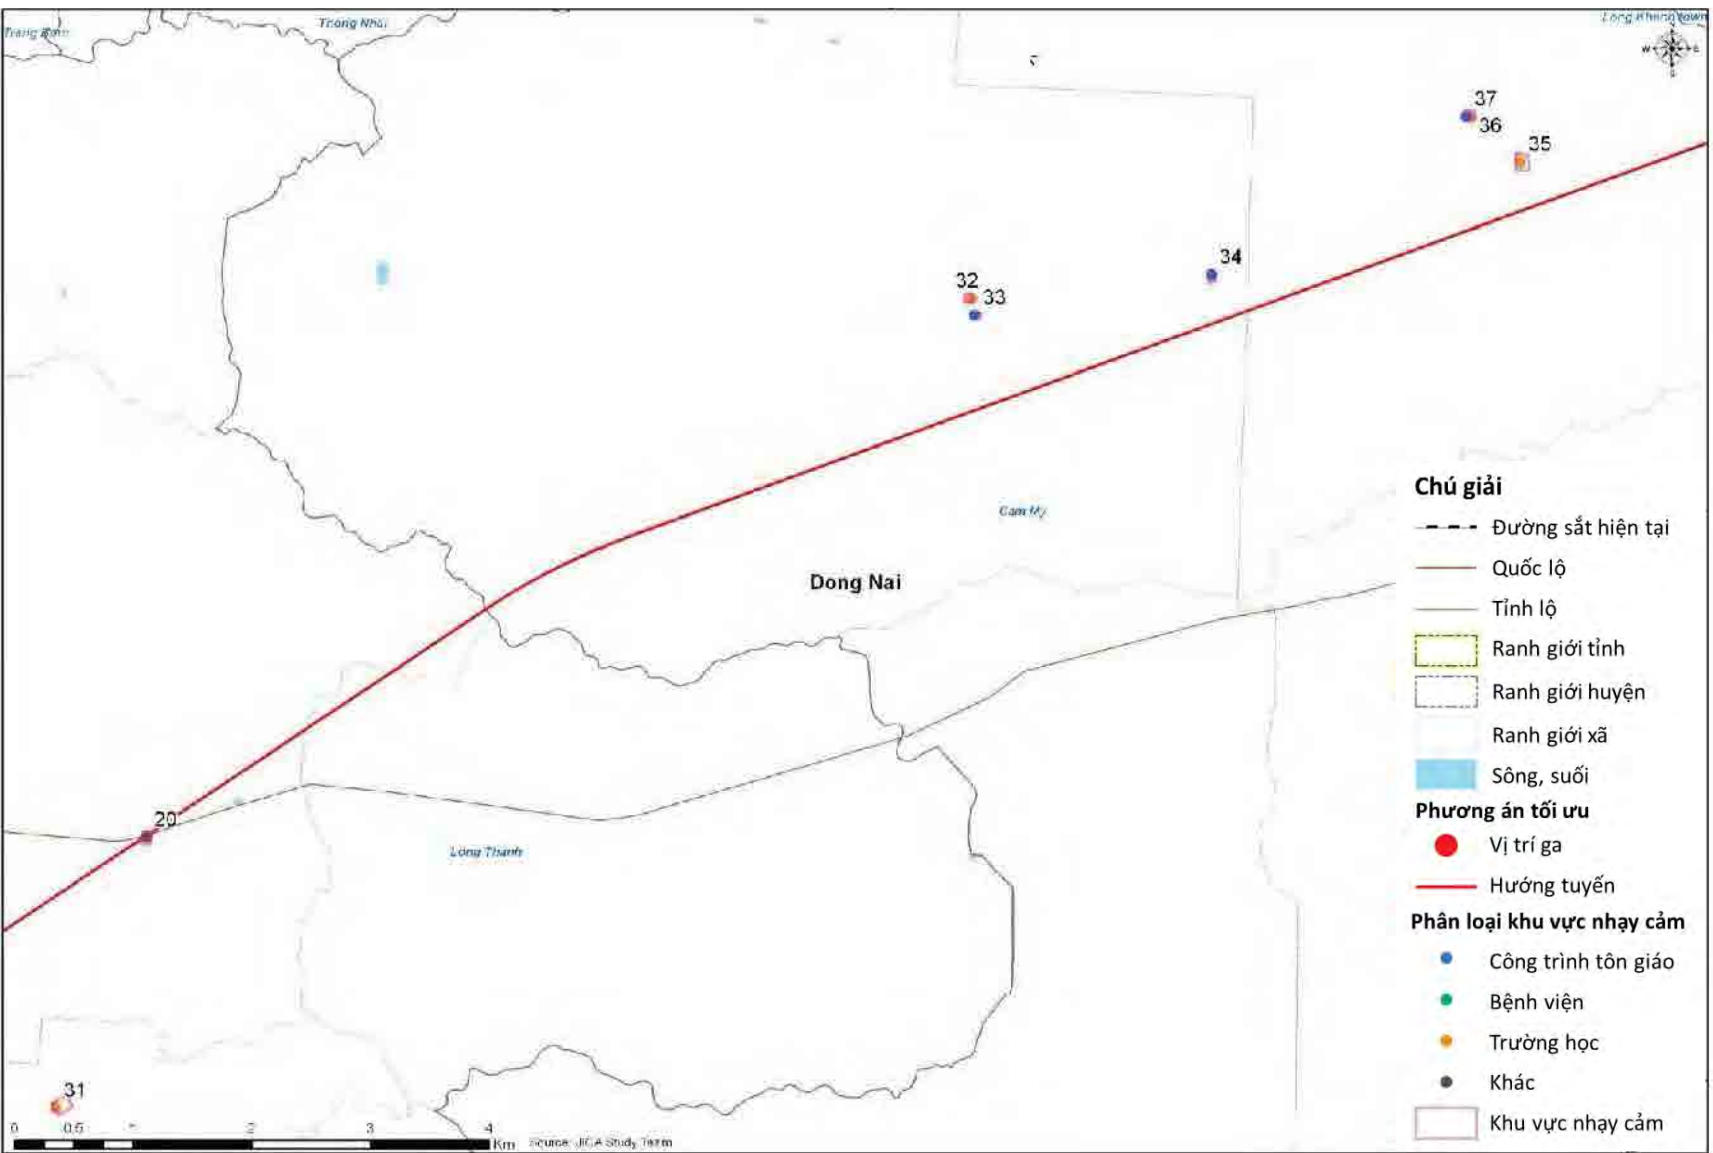 Thong Nhat
37
36
35
34
32
33
Cam My
Dong Nai
20
Long Thanh
31
0 0.5 1 2 3 4
Km
Source: JICA Study Team
Chú giải
Đường sắt hiện tại
Quốc lộ
Tỉnh lộ
Ranh giới tỉnh
Ranh giới huyện
Ranh giới xã
Sông, suối
Phương án tối ưu
Vị trí ga
Hướng tuyến
Phân loại khu vực nhạy cảm
Công trình tôn giáo
Bệnh viện
Trường học
Khác
Khu vực nhạy cảm